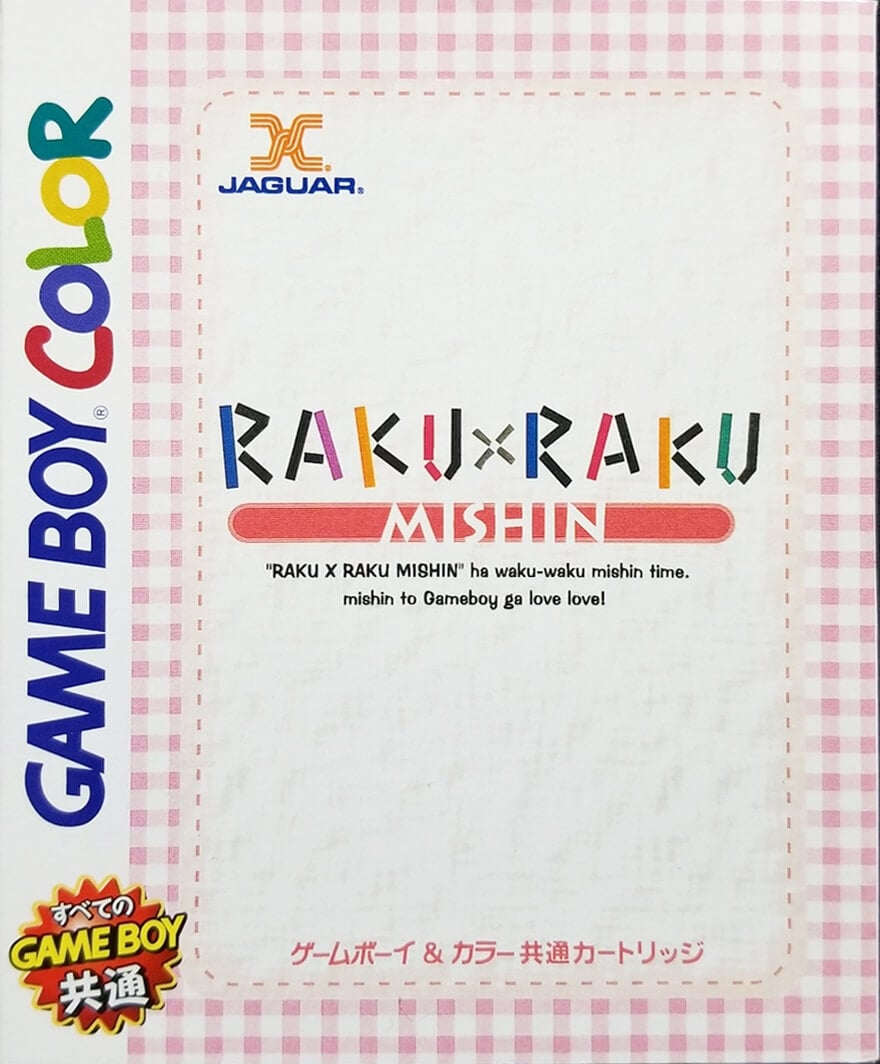 GAME BOY® COLOR
JAGUAR®
RAKU×RAKU
MISHIN
"RAKU X RAKU MISHIN" ha waku-waku mishin time.
mishin to Gameboy ga love love!
ゲームボーイ & カラー共通カートリッジ
すべての
GAME BOY
共通